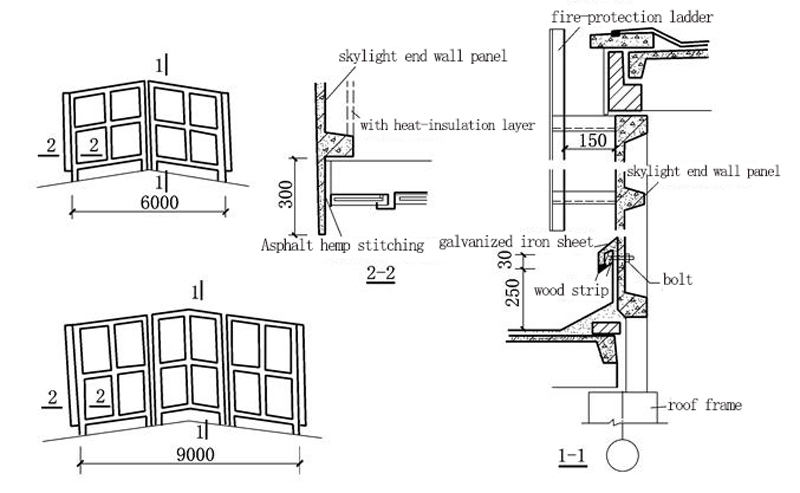 1
2
2
1
6000
skylight end wall panel
with heat-insulation layer
300
Asphalt hemp stitching
2-2
1
2
2
1
9000
fire-protection ladder
150
skylight end wall panel
galvanized iron sheet
30
250
wood strip
bolt
roof frame
1-1